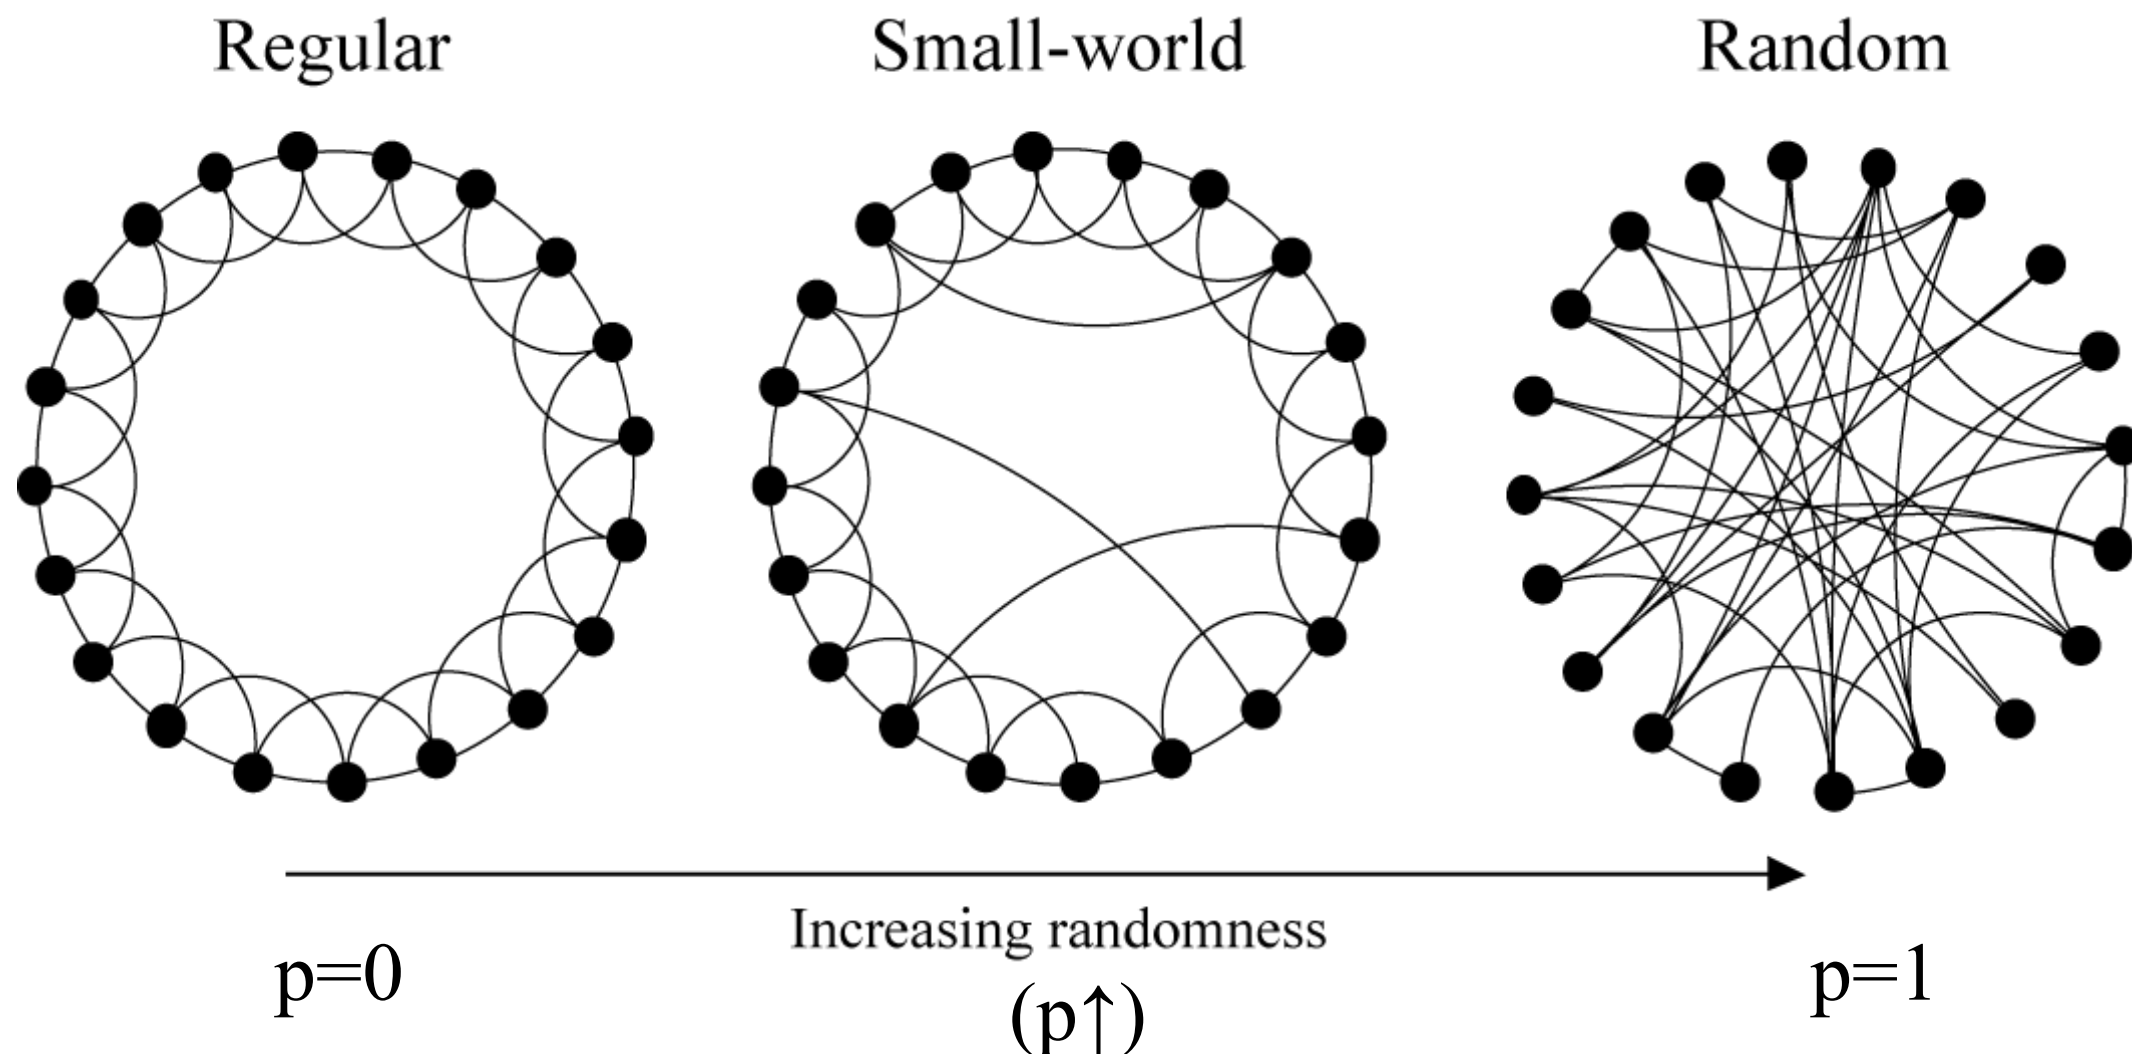 Regular
Small-world
Random
Increasing randomness
p=0
(p↑)
p=1